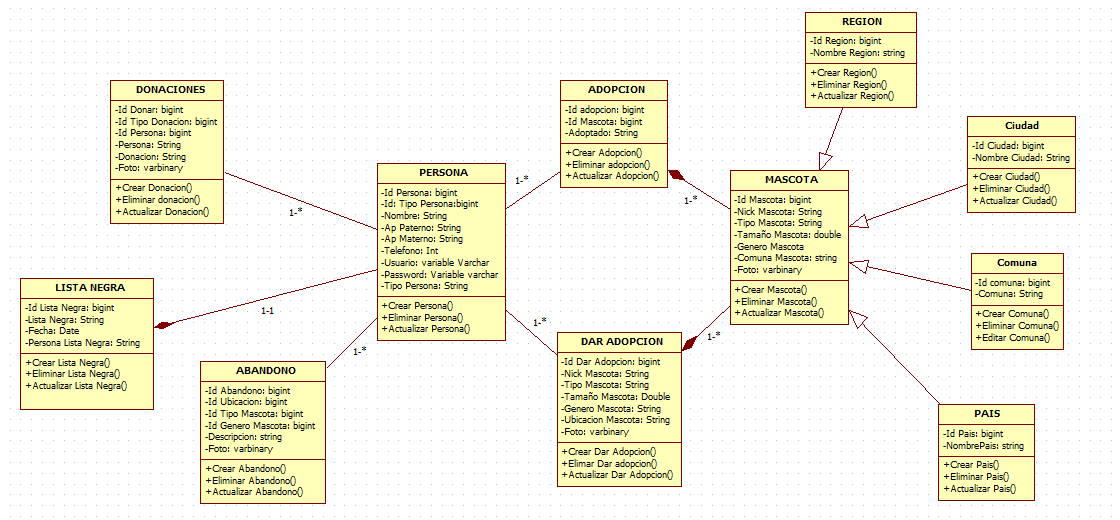 REGION
-Id Region: bigint
-Nombre Region: string
+Crear Region()
+Eliminar Region()
+Actualizar Region()
DONACIONES
-Id Donar: bigint
-Id Tipo Donacion: bigint
-Id Persona: bigint
-Persona: String
-Donacion: String
-Foto: varbinary
+Crear Donacion()
+Eliminar donacion()
+Actualizar Donacion()
ADOPCION
-Id adopcion: bigint
-Id Mascota: bigint
-Adoptado: String
+Crear Adopcion()
+Eliminar adopcion()
+Actualizar Adopcion()
Ciudad
-Id Ciudad: bigint
-Nombre Ciudad: String
+Crear Ciudad()
+Eliminar Ciudad()
+Actualizar Ciudad()
PERSONA
-Id Persona: bigint
-Id: Tipo Persona:bigint
-Nombre: String
-Ap Paterno: String
-Ap Materno: String
-Telefono: Int
-Usuario: variable Varchar
-Password: Variable varchar
-Tipo Persona: String
+Crear Persona()
+Eliminar Persona()
+Actualizar Persona()
MASCOTA
-Id Mascota: bigint
-Nick Mascota: String
-Tipo Mascota: String
-Tamaño Mascota: double
-Genero Mascota
-Comuna Mascota: string
-Foto: varbinary
+Crear Mascota()
+Eliminar Mascota()
+Actualizar Mascota()
1-*
1-*
1-*
Comuna
-Id comuna: bigint
-Comuna: String
+Crear Comuna()
+Eliminar Comuna()
+Editar Comuna()
LISTA NEGRA
-Id Lista Negra: bigint
-Lista Negra: String
-Fecha: Date
-Persona Lista Negra: String
+Crear Lista Negra()
+Eliminar Lista Negra()
+Actualizar Lista Negra()
1-1
1-*
1-*
1-*
ABANDONO
-Id Abandono: bigint
-Id Ubicacion: bigint
-Id Tipo Mascota: bigint
-Id Genero Mascota: bigint
-Descripcion: string
-Foto: varbinary
+Crear Abandono()
+Eliminar Abandono()
+Actualizar Abandono()
DAR ADOPCION
-Id Dar Adopcion: bigint
-Nick Mascota: String
-Tipo Mascota: String
-Tamaño Mascota: Double
-Genero Mascota: String
-Ubicacion Mascota: String
-Foto: varbinary
+Crear Dar Adopcion()
+Elimar Dar adopcion()
+Actualizar Dar Adopcion()
PAIS
-Id Pais: bigint
-NombrePais: string
+Crear Pais()
+Eliminar Pais()
+Actualizar Pais()